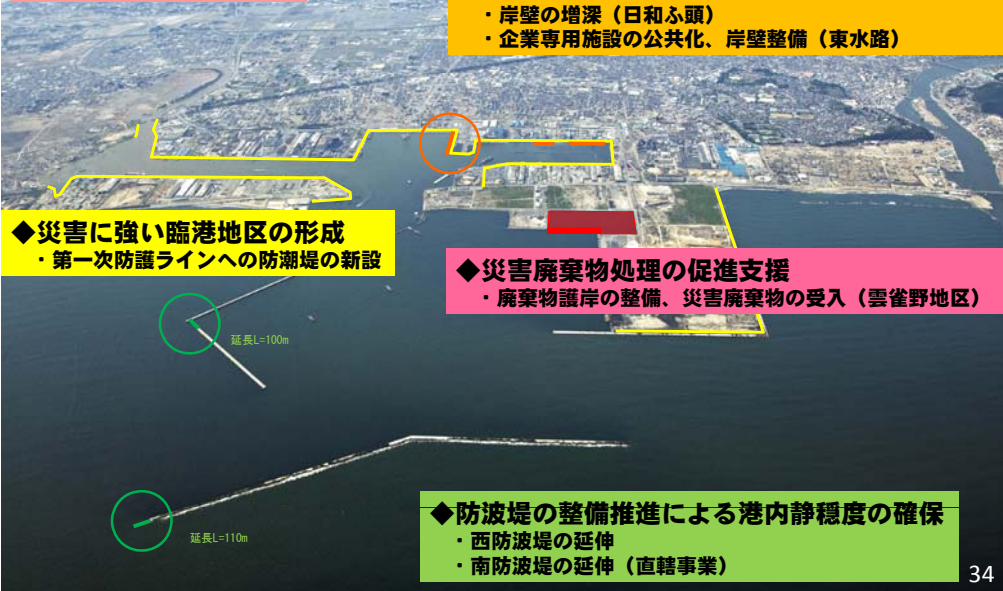 ・岸壁の増深（日和ふ頭）
・企業専用施設の公共化、岸壁整備（東水路）
◆災害に強い臨港地区の形成
・第一次防護ラインへの防潮堤の新設
◆災害廃棄物処理の促進支援
・廃棄物護岸の整備、災害廃棄物の受入（雲雀野地区）
延長L=100m
◆防波堤の整備推進による港内静穏度の確保
・西防波堤の延伸
・南防波堤の延伸（直轄事業）
延長L=110m
34